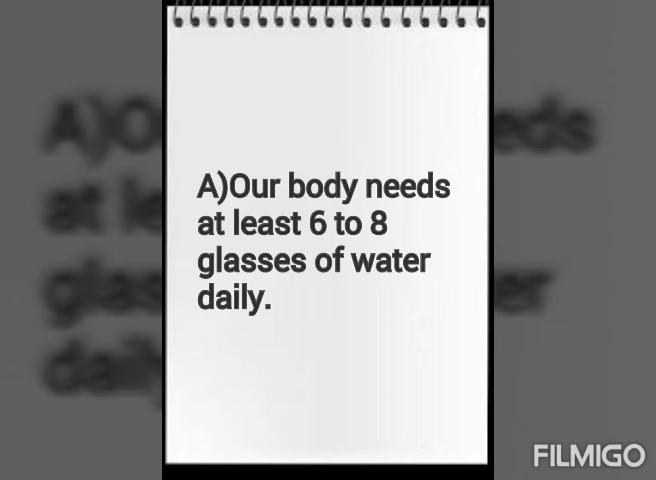 A)Our body needs
at least 6 to 8
glasses of water
daily.
FILMIGO